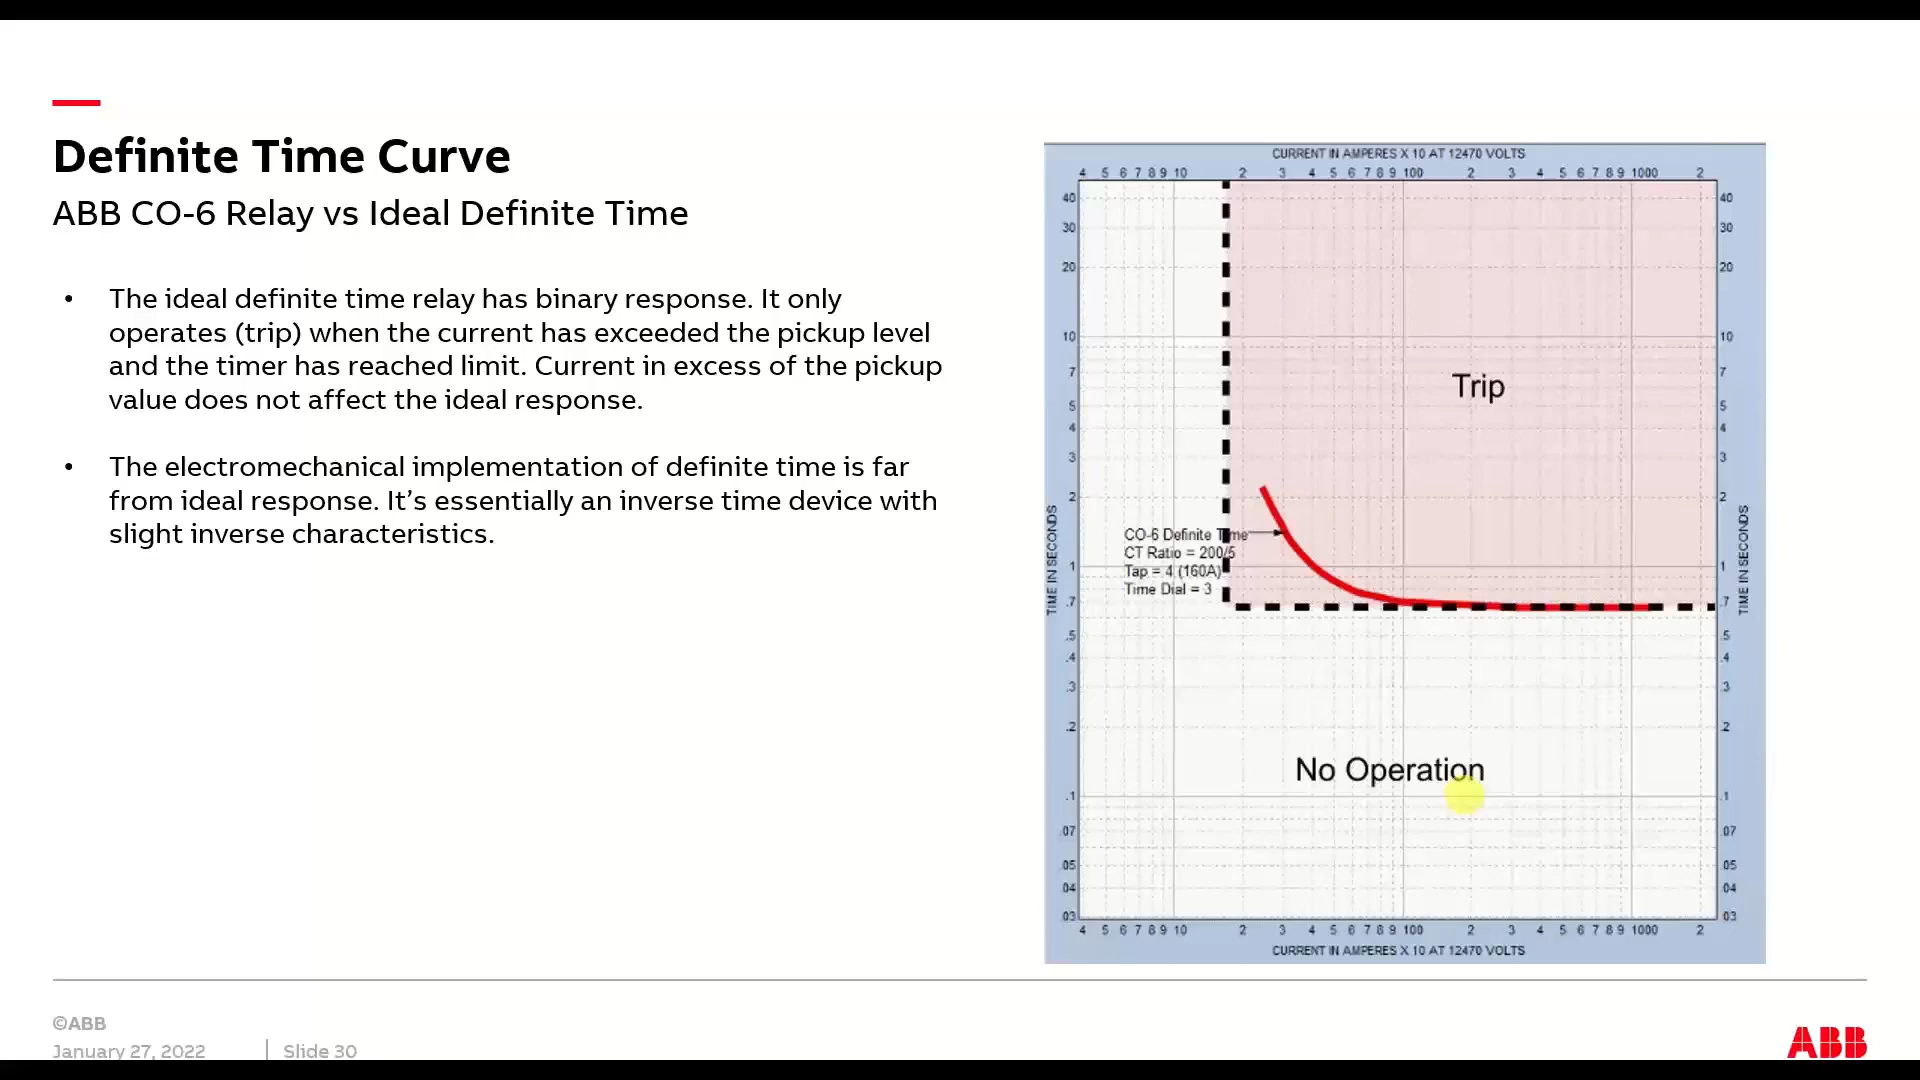 Definite Time Curve
ABB CO-6 Relay vs Ideal Definite Time
• The ideal definite time relay has binary response. It only
operates (trip) when the current has exceeded the pickup level
and the timer has reached limit. Current in excess of the pickup
value does not affect the ideal response.
• The electromechanical implementation of definite time is far
from ideal response. It’s essentially an inverse time device with
slight inverse characteristics.
CURRENT IN AMPERES X 10 AT 12470 VOLTS
4 5 6 7 8 9 10 2 3 4 5 6 7 8 9 100 2 3 4 5 6 7 8 9 1000 2
40 40
30 30
20 20
10 10
7 7
5 5
4 4
3 3
2 2
1 1
.7 .7
.5 .5
.4 .4
.3 .3
.2 .2
.1 .1
.07 .07
.05 .05
.04 .04
.03 .03
TIME IN SECONDS
TIME IN SECONDS
Trip
CO-6 Definite Time
CT Ratio = 200/5
Tap = 4 (160A)
Time Dial = 3
No Operation
4 5 6 7 8 9 10 2 3 4 5 6 7 8 9 100 2 3 4 5 6 7 8 9 1000 2
CURRENT IN AMPERES X 10 AT 12470 VOLTS
©ABB
January 27, 2022 Slide 30
ABB